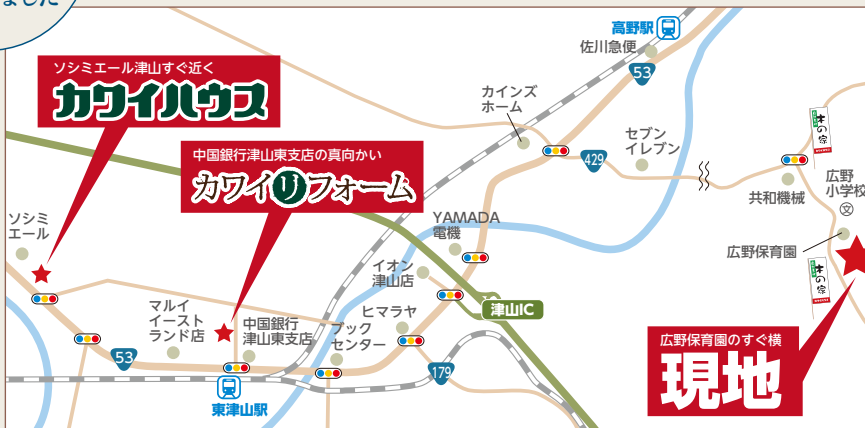 ました
高野駅
佐川急便
53
ソシミエール津山すぐ近く
カワイハウス
カインズ
ホーム
セブン
イレブン
429
中国銀行津山東支店の真向かい
カワイリフォーム
木の家
共和機械
広野
小学校
文
ソシミ
エール
YAMADA
電機
広野保育園
イオン
津山店
木の家
津山IC
マルイ
イースト
ランド店
中国銀行
津山東支店
ヒマラヤ
ブック
センター
53
179
東津山駅
広野保育園のすぐ横
現地